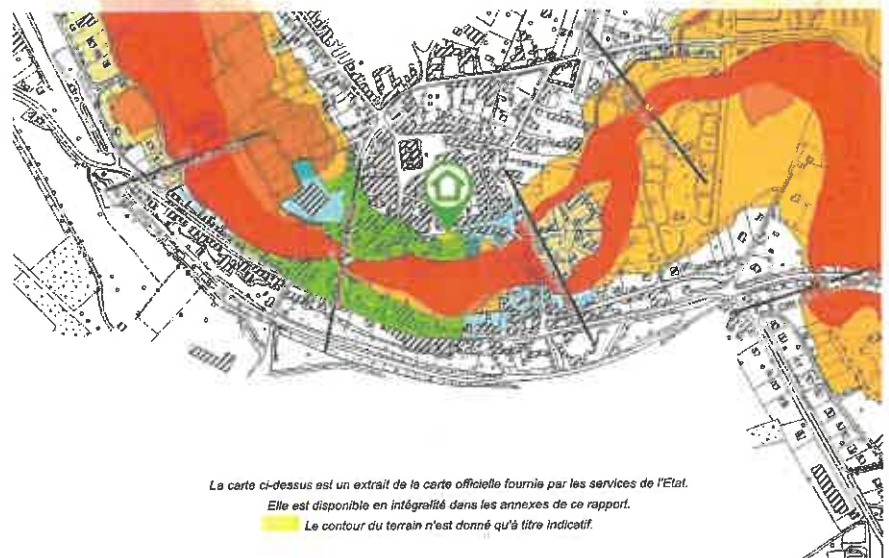 La carte ci-dessus est un extrait de la carte officielle fournie par les services de l'Etat.
Elle est disponible en intégralité dans les annexes de ce rapport.
Le contour du terrain n'est donné qu'à titre indicatif.